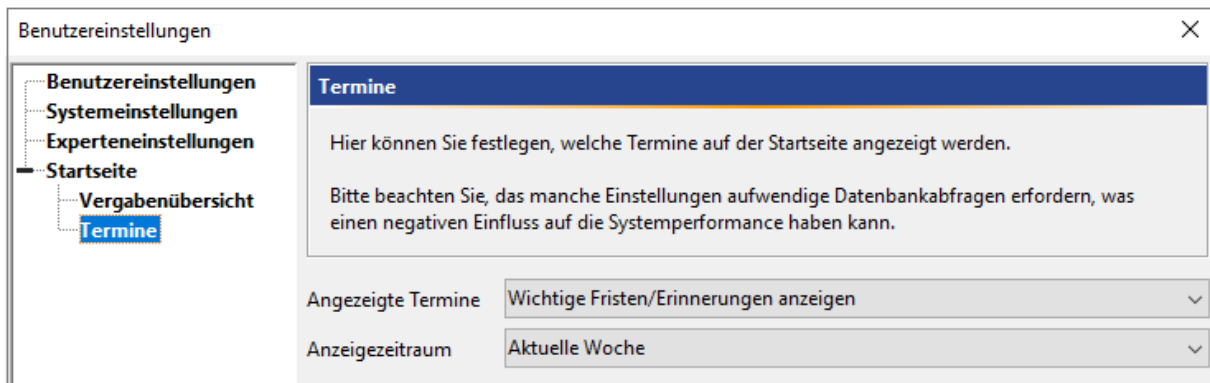 Benutzereinstellungen
Benutzereinstellungen
Systemeinstellungen
Experteneinstellungen
Startseite
Vergabenübersicht
Termine
Termine
Hier können Sie festlegen, welche Termine auf der Startseite angezeigt werden.
Bitte beachten Sie, das manche Einstellungen aufwendige Datenbankabfragen erfordern, was
einen negativen Einfluss auf die Systemperformance haben kann.
Angezeigte Termine Wichtige Fristen/Erinnerungen anzeigen
Anzeigezeitraum Aktuelle Woche